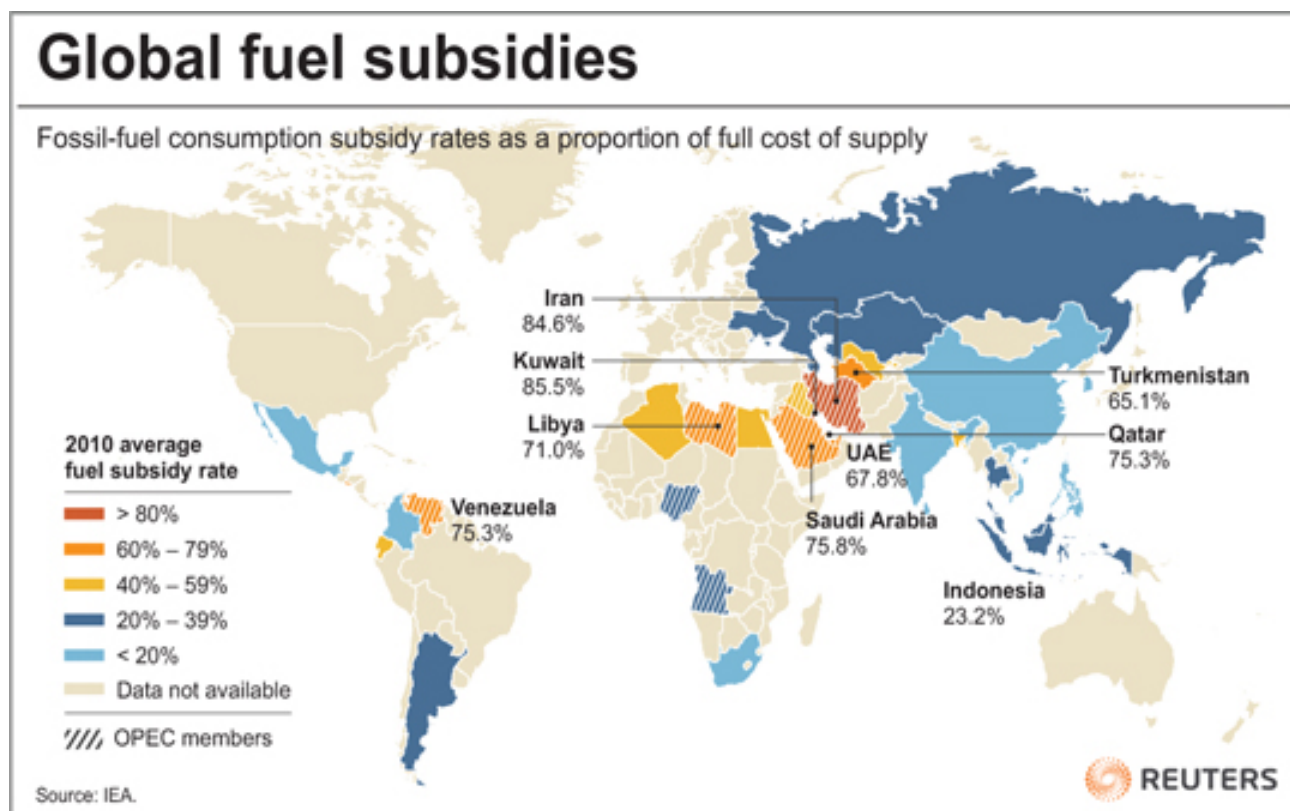 Global fuel subsidies
Fossil-fuel consumption subsidy rates as a proportion of full cost of supply
Iran
84.6%
Kuwait
85.5%
Libya
71.0%
Turkmenistan
65.1%
Qatar
75.3%
UAE
67.8%
Saudi Arabia
75.8%
Venezuela
75.3%
Indonesia
23.2%
2010 average
fuel subsidy rate
> 80%
60% – 79%
40% – 59%
20% – 39%
< 20%
Data not available
OPEC members
Source: IEA.
REUTERS